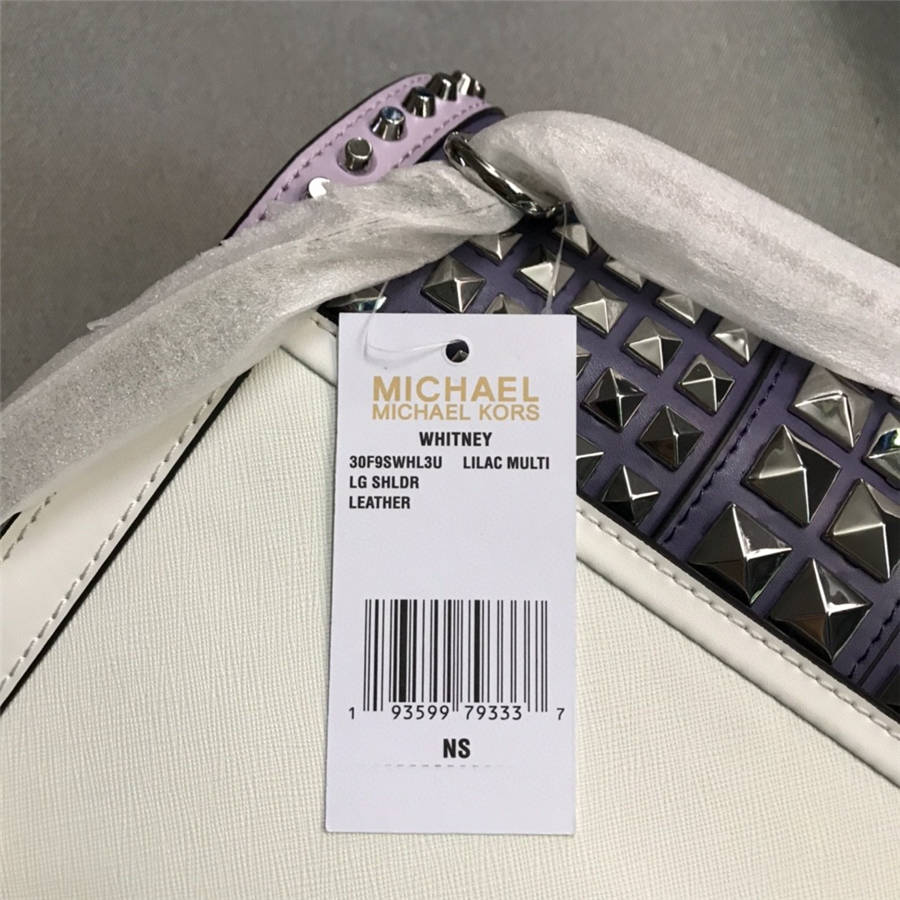 MICHAEL
MICHAEL KORS
WHITNEY
30F9SWHL3U LILAC MULTI
LG SHLDR
LEATHER
1 93599 79333 7
NS